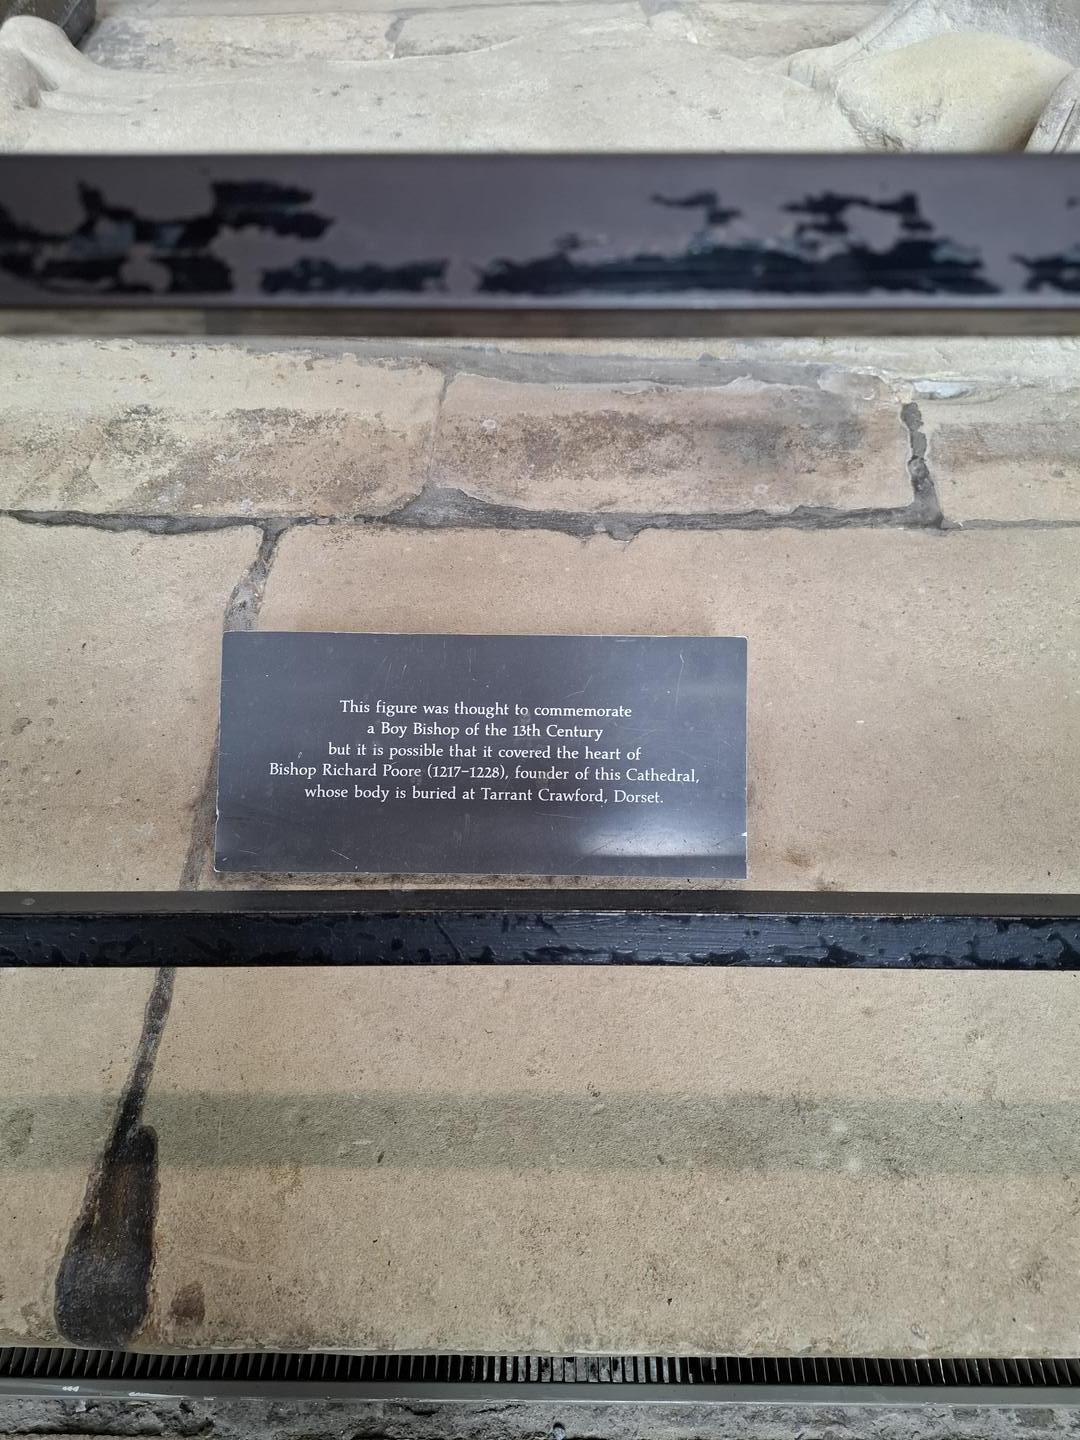 This figure was thought to commemorate
a Boy Bishop of the 13th Century
but it is possible that it covered the heart of
Bishop Richard Poore (1217–1228), founder of this Cathedral,
whose body is buried at Tarrant Crawford, Dorset.